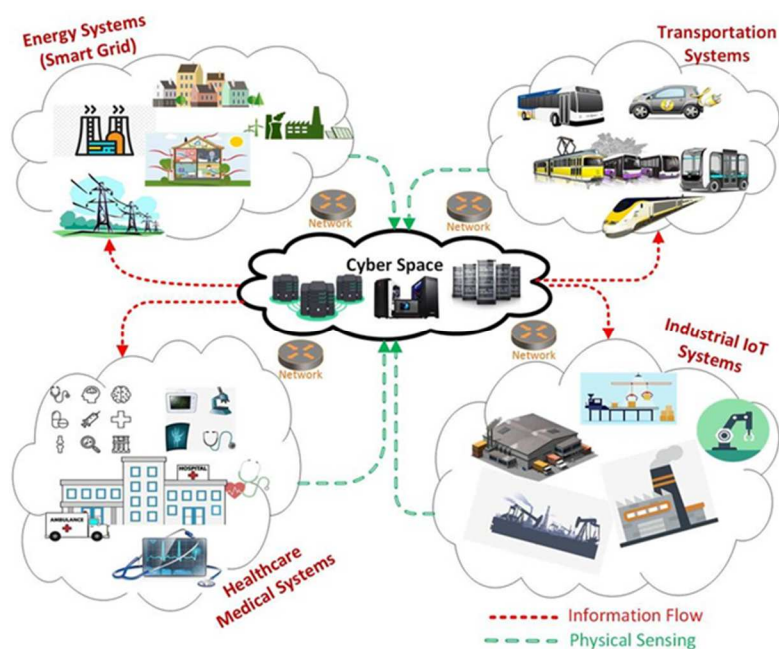 Energy Systems
(Smart Grid)
Transportation
Systems
Network
Network
Cyber Space
Network
Network
Industrial IoT
Systems
HOSPITAL
AMBULANCE
Healthcare
Medical Systems
Information Flow
Physical Sensing